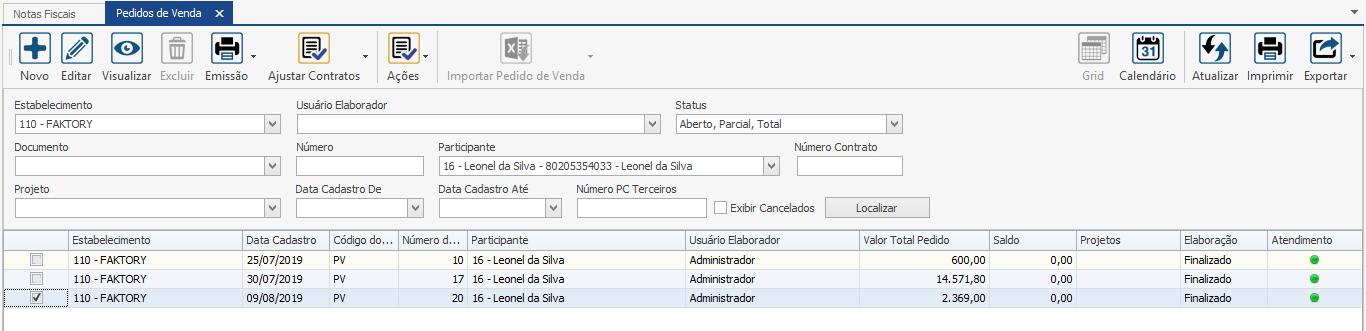 Notas Fiscais Pedidos de Venda
Novo Editar Visualizar Excluir Emissão Ajustar Contratos Ações Importar Pedido de Venda Grid 31 Calendário Atualizar Imprimir Exportar
Estabelecimento Usuário Elaborador Status
110 - FAKTORY Aberto, Parcial, Total
Documento Número Participante Número Contrato
16 - Leonel da Silva - 80205354033 - Leonel da Silva
Projeto Data Cadastro De Data Cadastro Até Número PC Terceiros
Exibir Cancelados Localizar
Estabelecimento Data Cadastro Código do... Número d... Participante Usuário Elaborador Valor Total Pedido Saldo Projetos Elaboração Atendimento
110 - FAKTORY 25/07/2019 PV 10 16 - Leonel da Silva Administrador 600,00 0,00 Finalizado
110 - FAKTORY 30/07/2019 PV 17 16 - Leonel da Silva Administrador 14.571,80 0,00 Finalizado
110 - FAKTORY 09/08/2019 PV 20 16 - Leonel da Silva Administrador 2.369,00 0,00 Finalizado